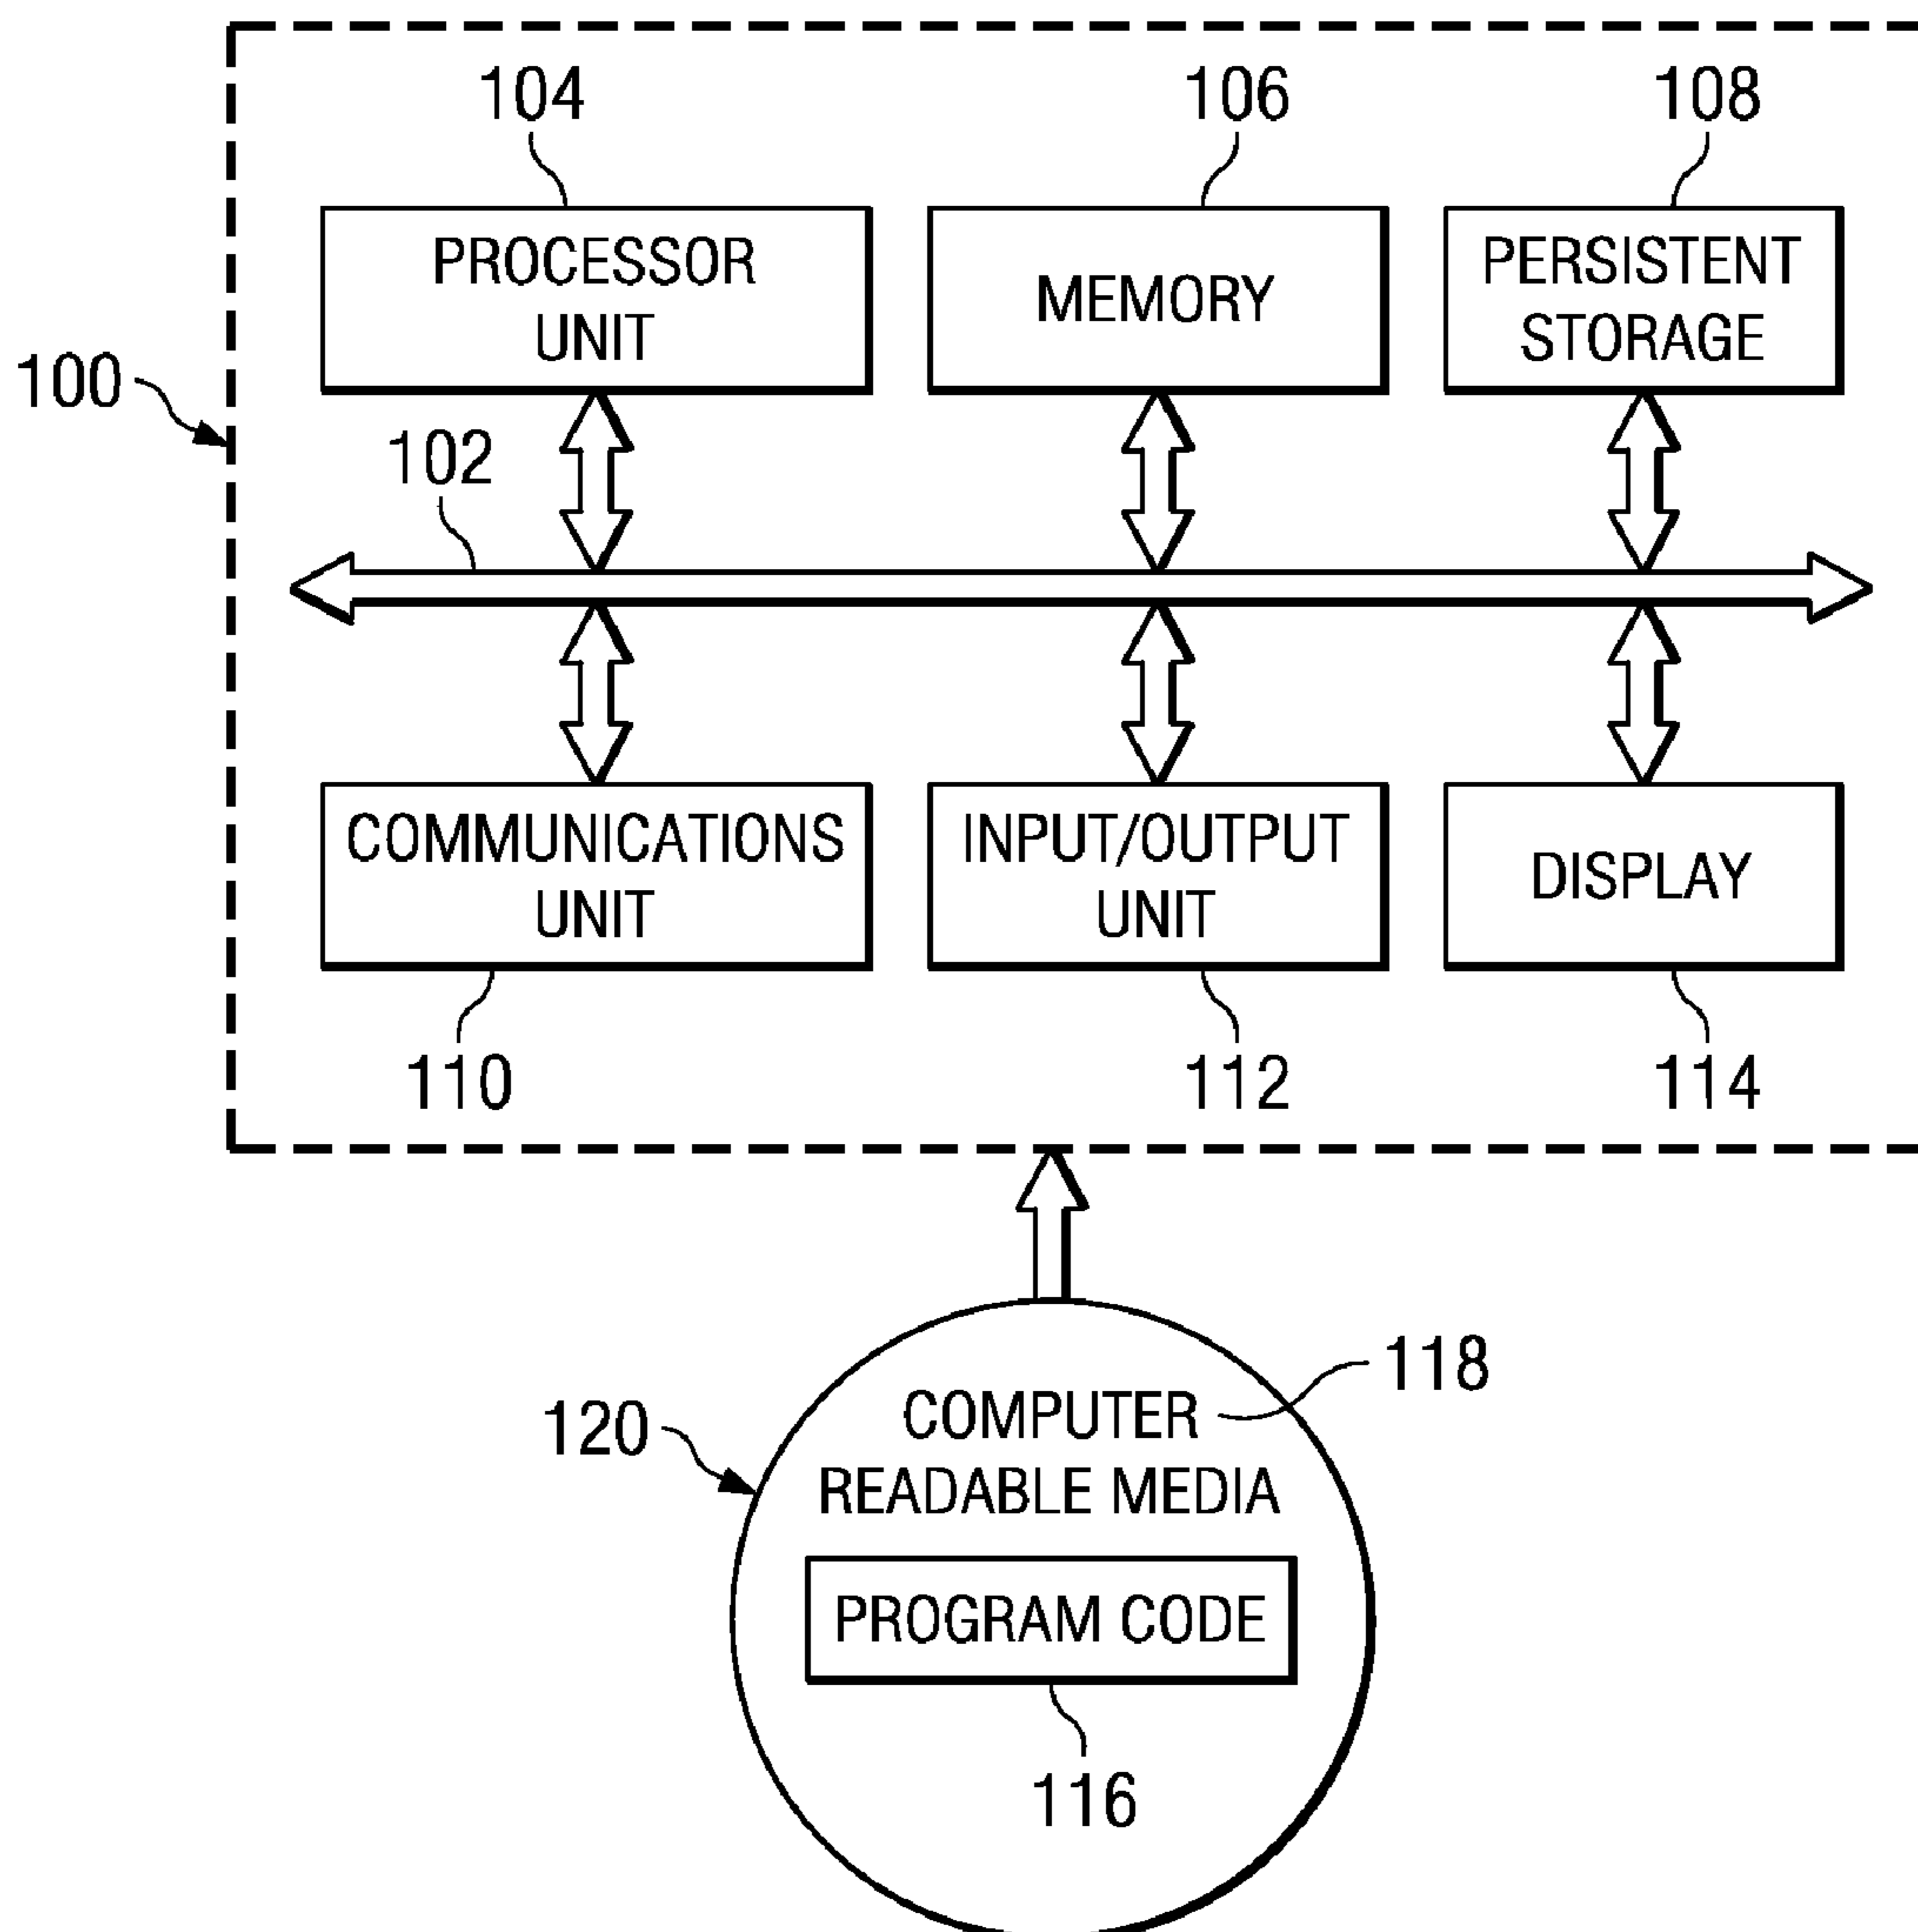 104
106
108
PROCESSOR
UNIT
MEMORY
PERSISTENT
STORAGE
100
102
COMMUNICATIONS
UNIT
INPUT/OUTPUT
UNIT
DISPLAY
110
112
114
118
120
COMPUTER
READABLE MEDIA
PROGRAM CODE
116